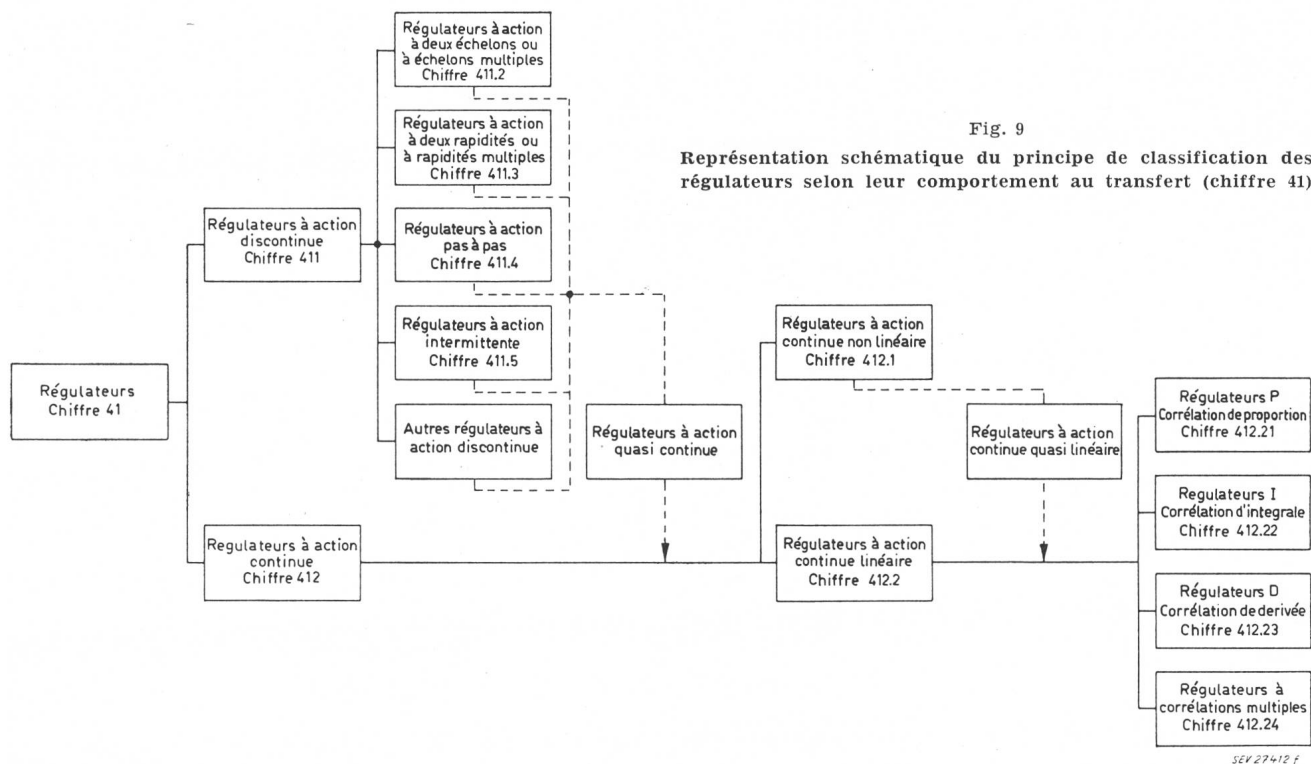 Régulateurs à action
à deux échelons ou
à échelons multiples
Chiffre 411.2
Régulateurs à action
à deux rapidités ou
à rapidités multiples
Chiffre 411.3
Fig. 9
Représentation schématique du principe de classification des
régulateurs selon leur comportement au transfert (chiffre 41)
Régulateurs à action
discontinue
Chiffre 411
Régulateurs à action
pas à pas
Chiffre 411.4
Régulateurs à action
intermittente
Chiffre 411.5
Régulateurs à action
continue non linéaire
Chiffre 412.1
Régulateurs
Chiffre 41
Autres régulateurs à
action discontinue
Régulateurs à action
quasi continue
Régulateurs à action
continue quasi linéaire
Régulateurs P
Corrélation de proportion
Chiffre 412.21
Regulateurs à action
continue
Chiffre 412
Régulateurs à action
continue linéaire
Chiffre 412.2
Regulateurs I
Corrélation d'integrale
Chiffre 412.22
Régulateurs D
Corrélation de derivée
Chiffre 412.23
Régulateurs à
corrélations multiples
Chiffre 412.24
SEV 27412 f